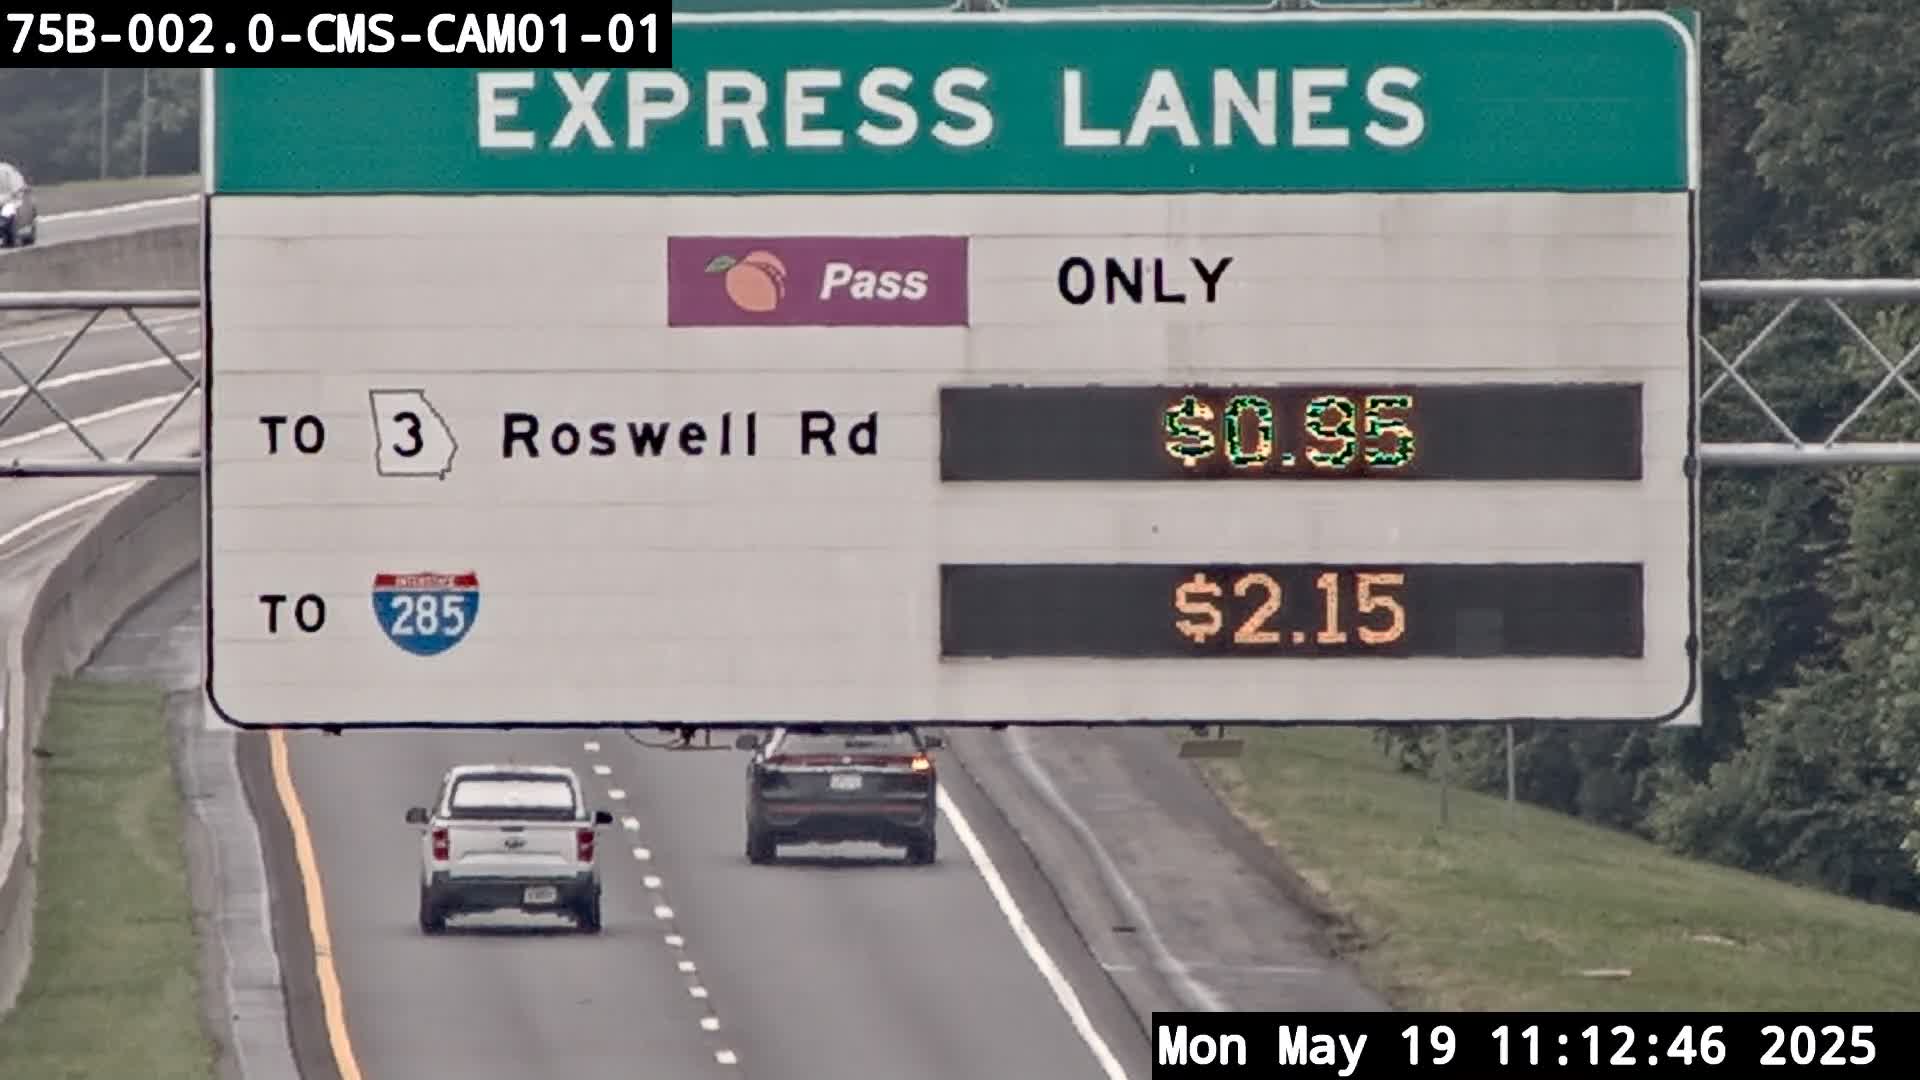 75B-002.0-CMS-CAM01-01
EXPRESS LANES
Pass ONLY
TO 3 Roswell Rd $0.95
INTERSTATE
TO 285 $2.15
Mon May 19 11:12:46 2025